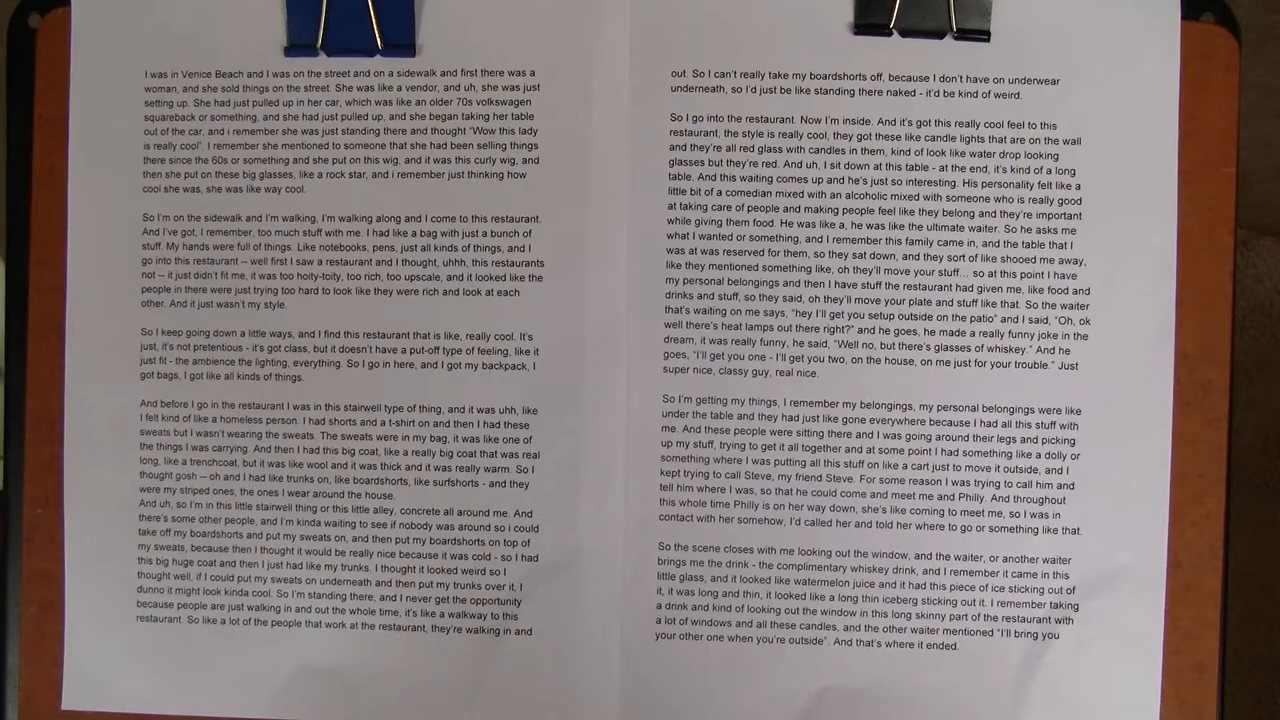 I was in Venice Beach and I was on the street and on a sidewalk and first there was a
woman, and she sold things on the street. She was like a vendor, and uh, she was just
setting up. She had just pulled up in her car, which was like an older 70s volkswagen
squareback or something, and she had just pulled up, and she began taking her table
out of the car, and i remember she was just standing there and thought "Wow this lady
is really cool". I remember she mentioned to someone that she had been selling things
there since the 60s or something and she put on this wig, and it was this curly wig, and
then she put on these big glasses, like a rock star, and i remember just thinking how
cool she was, she was like way cool.
So I'm on the sidewalk and I'm walking, I'm walking along and I come to this restaurant.
And I've got, I remember, too much stuff with me. I had like a bag with just a bunch of
stuff. My hands were full of things. Like notebooks, pens, just all kinds of things, and I
go into this restaurant – well first I saw a restaurant and I thought, uhhh, this restaurants
not – it just didn't fit me, it was too hoity-toity, too rich, too upscale, and it looked like the
people in there were just trying too hard to look like they were rich and look at each
other. And it just wasn't my style.
So I keep going down a little ways, and I find this restaurant that is like, really cool. It's
just, it's not pretentious - it's got class, but it doesn't have a put-off type of feeling, like it
just fit - the ambience the lighting, everything. So I go in here, and I got my backpack, I
got bags, I got like all kinds of things.
And before I go in the restaurant I was in this stairwell type of thing, and it was uhh, like
I felt kind of like a homeless person. I had shorts and a t-shirt on and then I had these
sweats but I wasn't wearing the sweats. The sweats were in my bag, it was like one of
the things I was carrying. And then I had this big coat, like a really big coat that was real
long, like a trenchcoat, but it was like wool and it was thick and it was really warm. So I
thought gosh – oh and I had like trunks on, like boardshorts, like surfshorts - and they
were my striped ones, the ones I wear around the house.
And uh, so I'm in this little stairwell thing or this little alley, concrete all around me. And
there's some other people, and I'm kinda waiting to see if nobody was around so i could
take off my boardshorts and put my sweats on, and then put my boardshorts on top of
my sweats, because then I thought it would be really nice because it was cold - so I had
this big huge coat and then I just had like my trunks. I thought it looked weird so I
thought well, if I could put my sweats on underneath and then put my trunks over it, I
dunno it might look kinda cool. So I'm standing there, and I never get the opportunity
because people are just walking in and out the whole time, it's like a walkway to this
restaurant. So like a lot of the people that work at the restaurant, they're walking in and
out. So I can't really take my boardshorts off, because I don't have on underwear
underneath, so I'd just be like standing there naked - it'd be kind of weird.
So I go into the restaurant. Now I'm inside. And it's got this really cool feel to this
restaurant, the style is really cool, they got these like candle lights that are on the wall
and they're all red glass with candles in them, kind of look like water drop looking
glasses but they're red. And uh, I sit down at this table - at the end, it's kind of a long
table. And this waiting comes up and he's just so interesting. His personality felt like a
little bit of a comedian mixed with an alcoholic mixed with someone who is really good
at taking care of people and making people feel like they belong and they're important
while giving them food. He was like a, he was like the ultimate waiter. So he asks me
what I wanted or something, and I remember this family came in, and the table that I
was at was reserved for them, so they sat down, and they sort of like shooed me away,
like they mentioned something like, oh they'll move your stuff... so at this point I have
my personal belongings and then I have stuff the restaurant had given me, like food and
drinks and stuff, so they said, oh they'll move your plate and stuff like that. So the waiter
that's waiting on me says, "hey I'll get you setup outside on the patio" and I said, "Oh, ok
well there's heat lamps out there right?" and he goes, he made a really funny joke in the
dream, it was really funny, he said, "Well no, but there's glasses of whiskey." And he
goes, "I'll get you one - I'll get you two, on the house, on me just for your trouble." Just
super nice, classy guy, real nice.
So I'm getting my things, I remember my belongings, my personal belongings were like
under the table and they had just like gone everywhere because I had all this stuff with
me. And these people were sitting there and I was going around their legs and picking
up my stuff, trying to get it all together and at some point I had something like a dolly or
something where I was putting all this stuff on like a cart just to move it outside, and I
kept trying to call Steve, my friend Steve. For some reason I was trying to call him and
tell him where I was, so that he could come and meet me and Philly. And throughout
this whole time Philly is on her way down, she's like coming to meet me, so I was in
contact with her somehow, I'd called her and told her where to go or something like that.
So the scene closes with me looking out the window, and the waiter, or another waiter
brings me the drink - the complimentary whiskey drink, and I remember it came in this
little glass, and it looked like watermelon juice and it had this piece of ice sticking out of
it, it was long and thin, it looked like a long thin iceberg sticking out it. I remember taking
a drink and kind of looking out the window in this long skinny part of the restaurant with
a lot of windows and all these candles, and the other waiter mentioned "I'll bring you
your other one when you're outside". And that's where it ended.